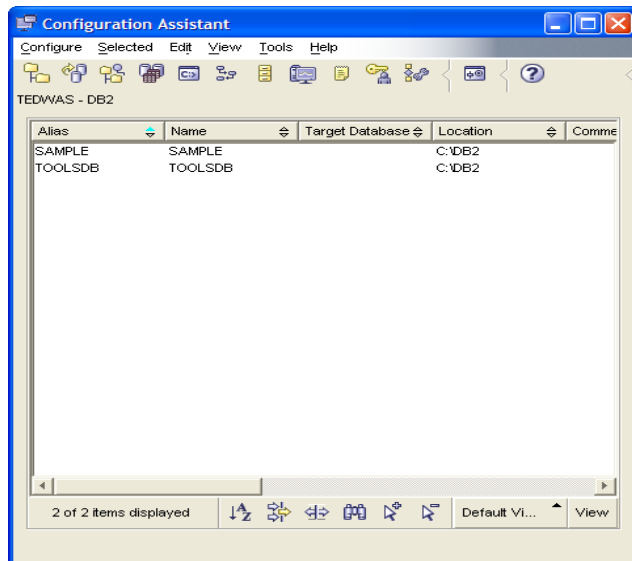 Configuration Assistant
Configure Selected Edit View Tools Help
TEDWAS - DB2
Alias Name Target Database Location Comme
SAMPLE SAMPLE C:\DB2
TOOLSDB TOOLSDB C:\DB2
2 of 2 items displayed Default Vi... View